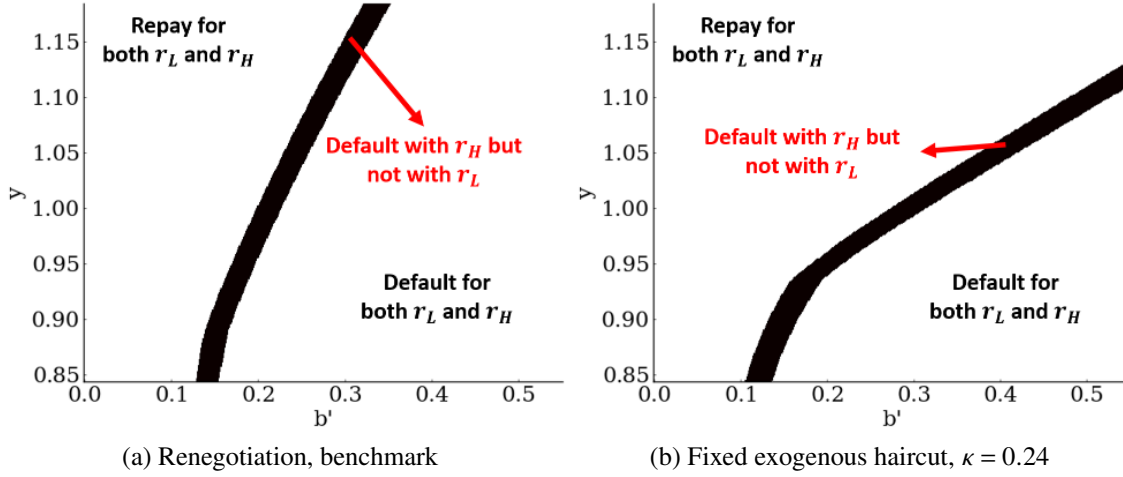 Repay for
both r_L and r_H
Default with r_H but
not with r_L
Default for
both r_L and r_H
y
1.15
1.10
1.05
1.00
0.95
0.90
0.85
0.0 0.1 0.2 0.3 0.4 0.5
b'
(a) Renegotiation, benchmark
Repay for
both r_L and r_H
Default with r_H but
not with r_L
Default for
both r_L and r_H
y
1.15
1.10
1.05
1.00
0.95
0.90
0.85
0.0 0.1 0.2 0.3 0.4 0.5
b'
(b) Fixed exogenous haircut, κ = 0.24